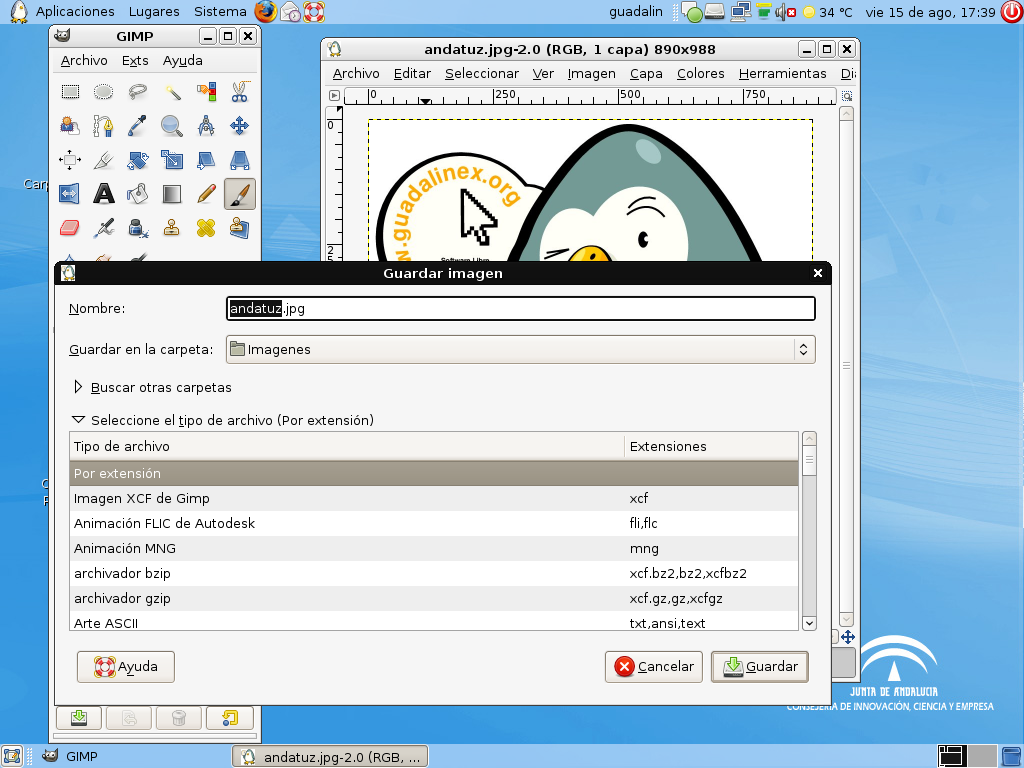 Aplicaciones Lugares Sistema guadalin 34 °C vie 15 de ago, 17:39
GIMP
Archivo Exts Ayuda
andatuz.jpg-2.0 (RGB, 1 capa) 890x988
Archivo Editar Seleccionar Ver Imagen Capa Colores Herramientas
0 250 500 750
0
2
.guadalinex.org
Software Libre
Guardar imagen
Nombre: andatuz.jpg
Guardar en la carpeta: Imagenes
Buscar otras carpetas
Seleccione el tipo de archivo (Por extensión)
Tipo de archivo Extensiones
Por extensión
Imagen XCF de Gimp xcf
Animación FLIC de Autodesk fli,flc
Animación MNG mng
archivador bzip xcf.bz2,bz2,xcfbz2
archivador gzip xcf.gz,gz,xcfgz
Arte ASCII txt,ansi,text
Ayuda Cancelar Guardar
JUNTA DE ANDALUCIA
CONSEJERÍA DE INNOVACIÓN, CIENCIA Y EMPRESA
GIMP andatuz.jpg-2.0 (RGB, ...